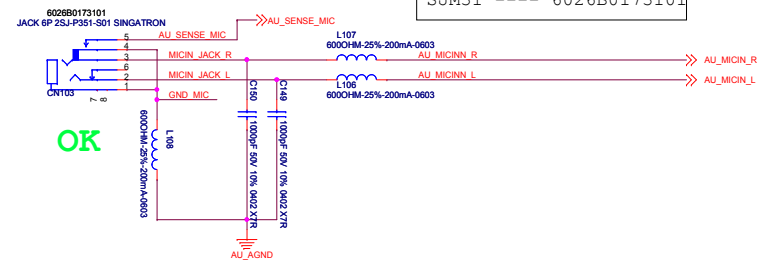 SJM31 ---- 6026B0173101
6026B0173101
JACK 6P 2SJ-P351-S01 SINGATRON
AU_SENSE_MIC
AU_SENSE_MIC
5
4
3
6
2
1
7
8
CN103
MICIN_JACK_R
MICIN_JACK_L
GND_MIC
L107
600OHM-25%-200mA-0603
AU_MICINN_R
AU_MICIN_R
AU_MICINN_L
AU_MICIN_L
L106
600OHM-25%-200mA-0603
C150
1000pF 50V 10% 0402 X7R
C149
1000pF 50V 10% 0402 X7R
L108
600OHM-25%-200mA-0603
OK
AU_AGND